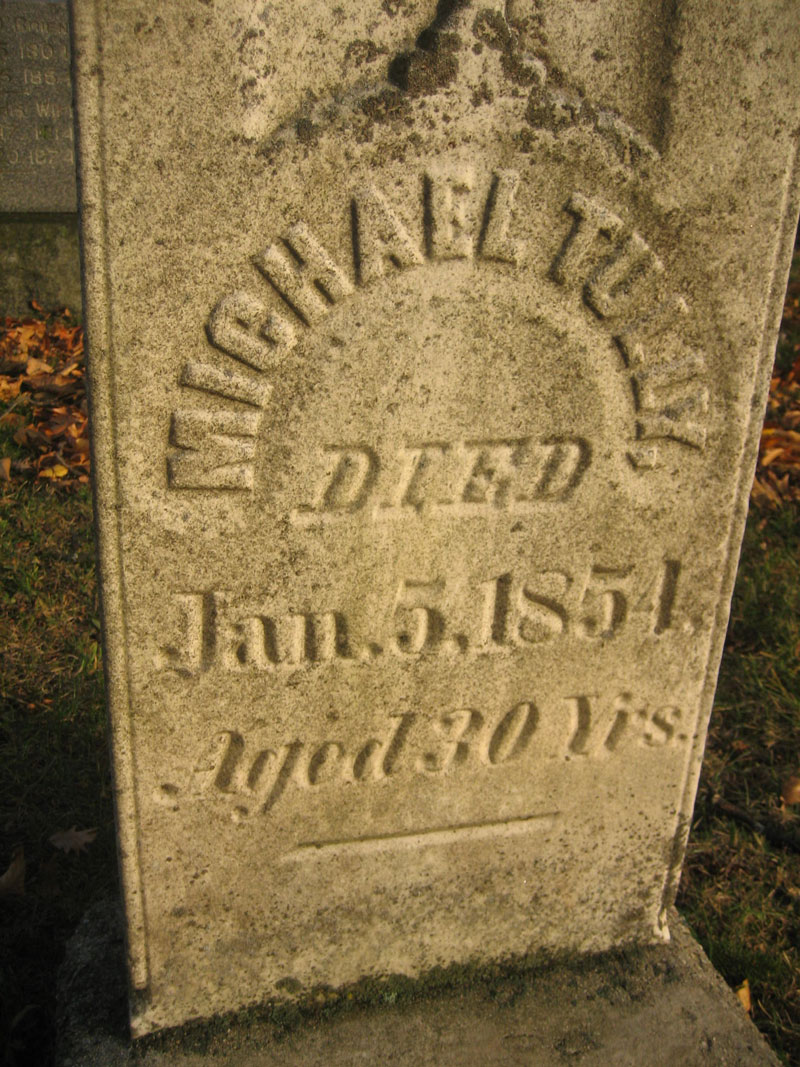 MICHAEL TULLY,
DIED
Jan. 5, 1854.
Aged 30 Yrs.